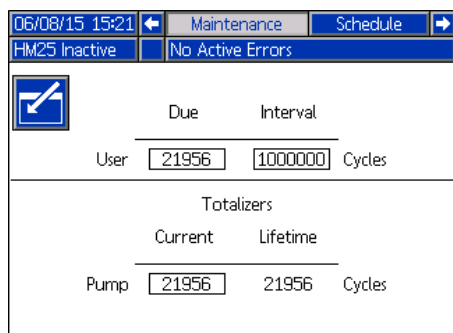 06/08/15 15:21 Maintenance Schedule
HM25 Inactive No Active Errors
Due Interval
User 21956 1000000 Cycles
Totalizers
Current Lifetime
Pump 21956 21956 Cycles